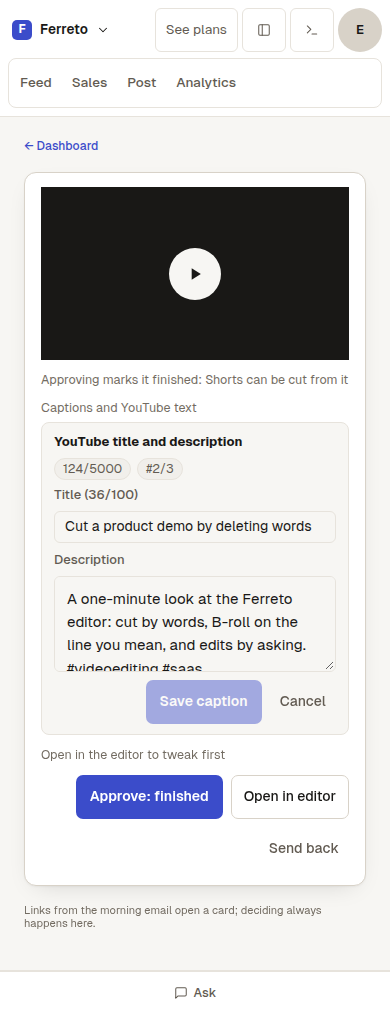 F Ferreto
See plans
E
Feed Sales Post Analytics
← Dashboard
Approving marks it finished: Shorts can be cut from it
Captions and YouTube text
YouTube title and description
124/5000 #2/3
Title (36/100)
Cut a product demo by deleting words
Description
A one-minute look at the Ferreto
editor: cut by words, B-roll on the
line you mean, and edits by asking.
#videoediting #saas
Save caption Cancel
Open in the editor to tweak first
Approve: finished Open in editor
Send back
Links from the morning email open a card; deciding always
happens here.
Ask